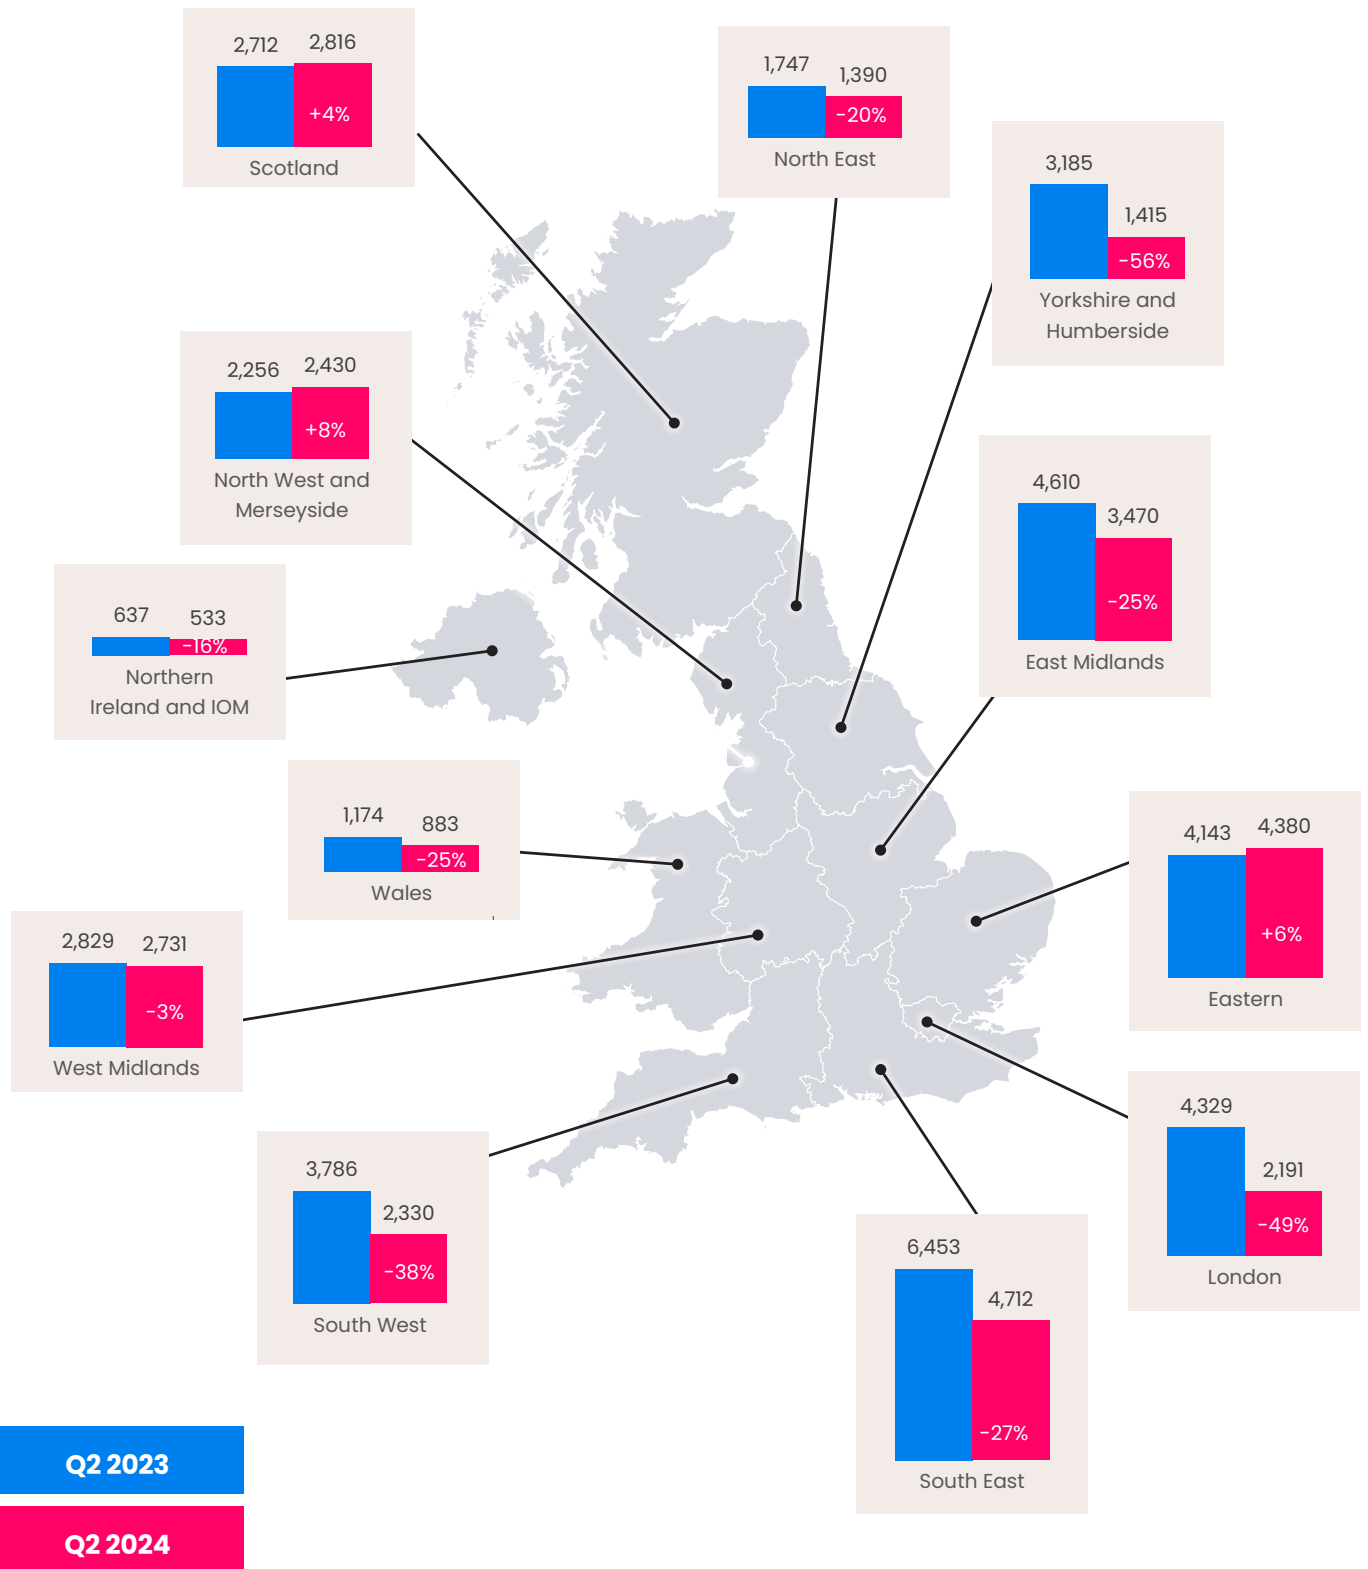 2,712 2,816
+4%
Scotland
1,747 1,390
-20%
North East
3,185
1,415
-56%
Yorkshire and
Humberside
2,256 2,430
+8%
North West and
Merseyside
4,610
3,470
-25%
East Midlands
637 533
-16%
Northern
Ireland and IOM
1,174 883
-25%
Wales
4,143 4,380
+6%
Eastern
2,829 2,731
-3%
West Midlands
4,329
2,191
-49%
London
3,786
2,330
-38%
South West
6,453
4,712
-27%
South East
Q2 2023
Q2 2024